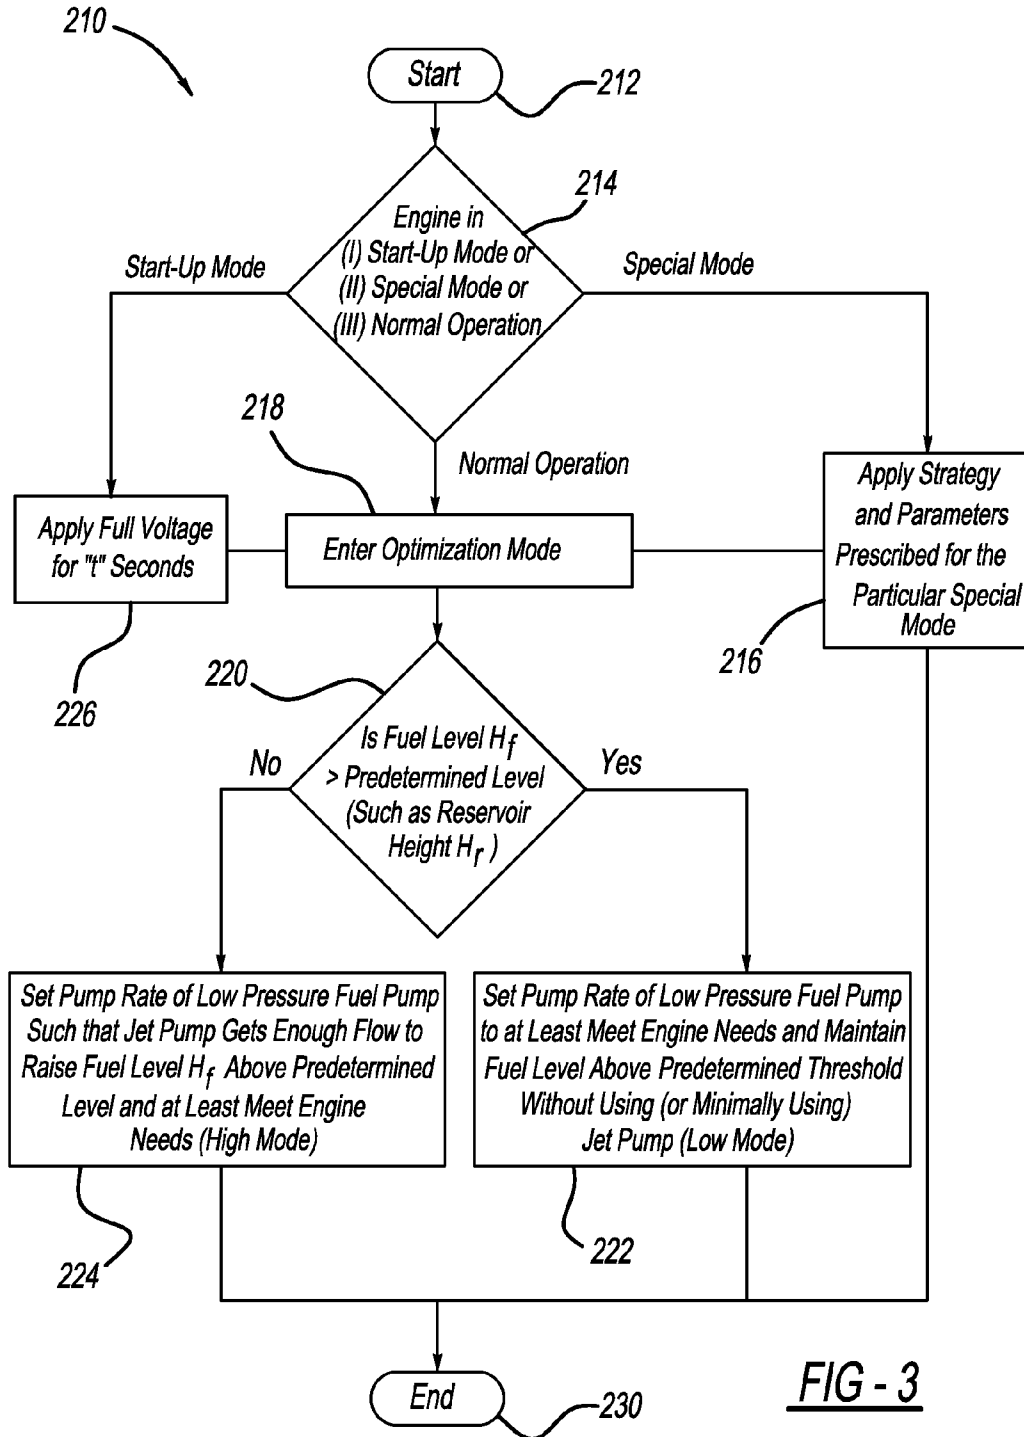 210
Start
212
214
Engine in
(I) Start-Up Mode or
(II) Special Mode or
(III) Normal Operation
Start-Up Mode
Special Mode
218
Normal Operation
Apply Full Voltage
for "t" Seconds
Enter Optimization Mode
Apply Strategy
and Parameters
Prescribed for the
Particular Special
Mode
216
226
220
Is Fuel Level Hf
> Predetermined Level
(Such as Reservoir
Height Hr )
No
Yes
Set Pump Rate of Low Pressure Fuel Pump
Such that Jet Pump Gets Enough Flow to
Raise Fuel Level Hf Above Predetermined
Level and at Least Meet Engine
Needs (High Mode)
Set Pump Rate of Low Pressure Fuel Pump
to at Least Meet Engine Needs and Maintain
Fuel Level Above Predetermined Threshold
Without Using (or Minimally Using)
Jet Pump (Low Mode)
224
222
End
230
FIG - 3